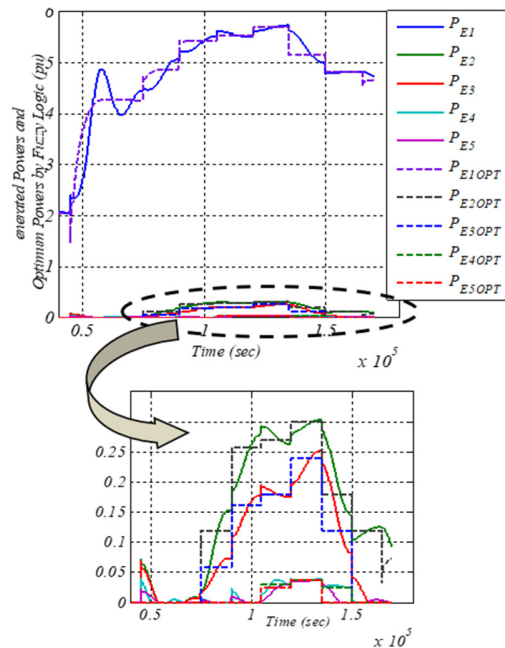 enerated Powers and
Optimum Powers by Fuzzy Logic (pu)
6
5
4
3
2
1
0
0.5
1
1.5
Time (sec)
x 10^5
P_E1
P_E2
P_E3
P_E4
P_E5
P_E1OPT
P_E2OPT
P_E3OPT
P_E4OPT
P_E5OPT
0.25
0.2
0.15
0.1
0.05
0
0.5
1
1.5
Time (sec)
x 10^5